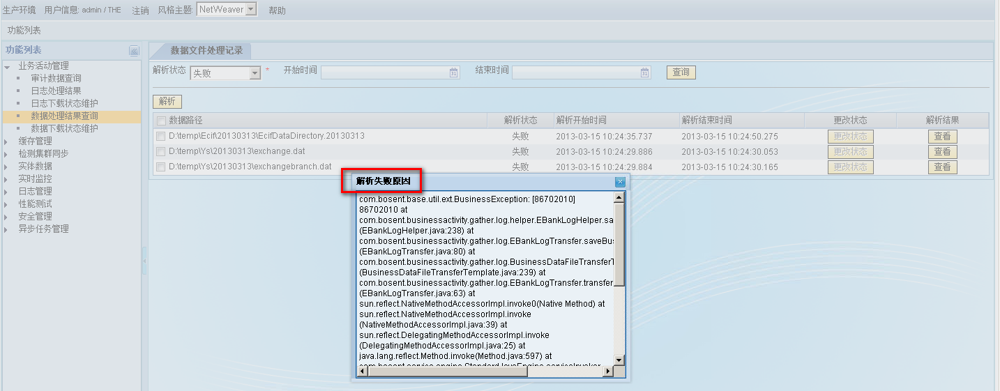 生产环境 用户信息: admin / THE 注销 风格主题: NetWeaver 帮助
功能列表
功能列表
业务活动管理
审计数据查询
日志处理结果
日志下载状态维护
数据处理结果查询
数据下载状态维护
缓存管理
检测集群同步
实体数据
实时监控
日志管理
性能测试
安全管理
异步任务管理
数据文件处理记录
解析状态 失败 * 开始时间 结束时间 查询
解析
数据路径 解析状态 解析开始时间 解析结束时间 更改状态 解析结果
D:\temp\Ecif\20130313\EcifDataDirectory.20130313 失败 2013-03-15 10:24:35.737 2013-03-15 10:24:50.275 更改状态 查看
D:\temp\Ys\20130313\exchange.dat 失败 2013-03-15 10:24:29.886 2013-03-15 10:24:30.053 更改状态 查看
D:\temp\Ys\20130313\exchangebranch.dat 失败 2013-03-15 10:24:29.884 2013-03-15 10:24:30.165 更改状态 查看
解析失败原因
com.bosent.base.util.ext.BusinessException: [86702010]
86702010 at
com.bosent.businessactivity.gather.log.helper.EBankLogHelper.sa
(EBankLogHelper.java:238) at
com.bosent.businessactivity.gather.log.EBankLogTransfer.saveBus
(EBankLogTransfer.java:80) at
com.bosent.businessactivity.gather.log.BusinessDataFileTransferT
(BusinessDataFileTransferTemplate.java:239) at
com.bosent.businessactivity.gather.log.EBankLogTransfer.transfer
(EBankLogTransfer.java:63) at
sun.reflect.NativeMethodAccessorImpl.invoke0(Native Method) at
sun.reflect.NativeMethodAccessorImpl.invoke
(NativeMethodAccessorImpl.java:39) at
sun.reflect.DelegatingMethodAccessorImpl.invoke
(DelegatingMethodAccessorImpl.java:25) at
java.lang.reflect.Method.invoke(Method.java:597) at
com.bosent.service.engine.StandardJavaEngine.serviceInvoker